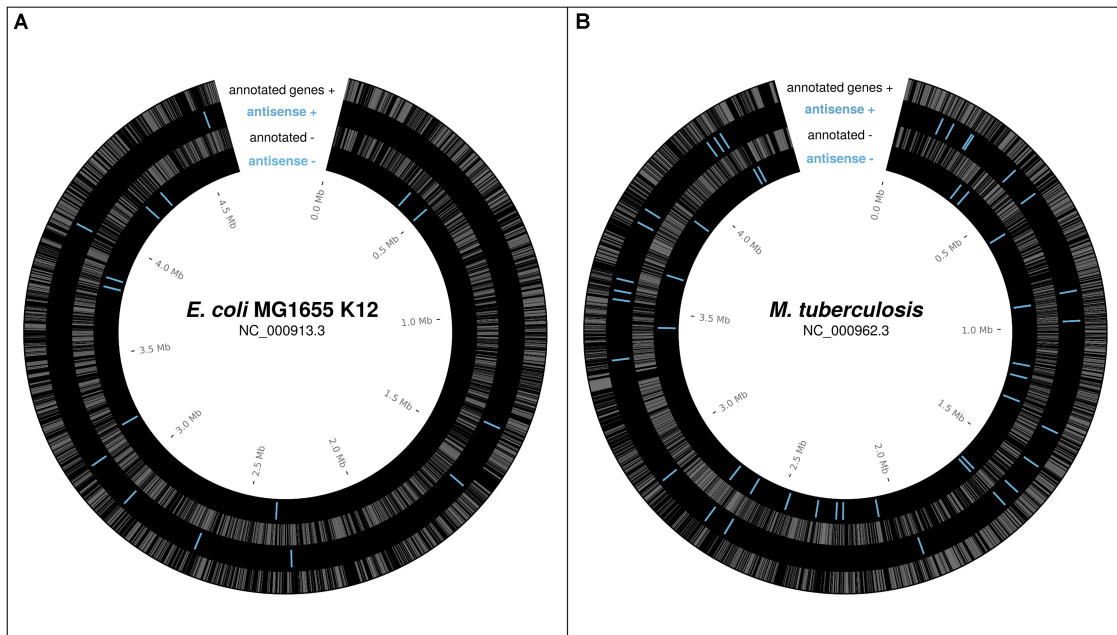 A
annotated genes +
antisense +
annotated -
antisense -
0.0 Mb
0.5 Mb
1.0 Mb
1.5 Mb
2.0 Mb
2.5 Mb
3.0 Mb
3.5 Mb
4.0 Mb
4.5 Mb
E. coli MG1655 K12
NC_000913.3
B
annotated genes +
antisense +
annotated -
antisense -
0.0 Mb
0.5 Mb
1.0 Mb
1.5 Mb
2.0 Mb
2.5 Mb
3.0 Mb
3.5 Mb
4.0 Mb
M. tuberculosis
NC_000962.3